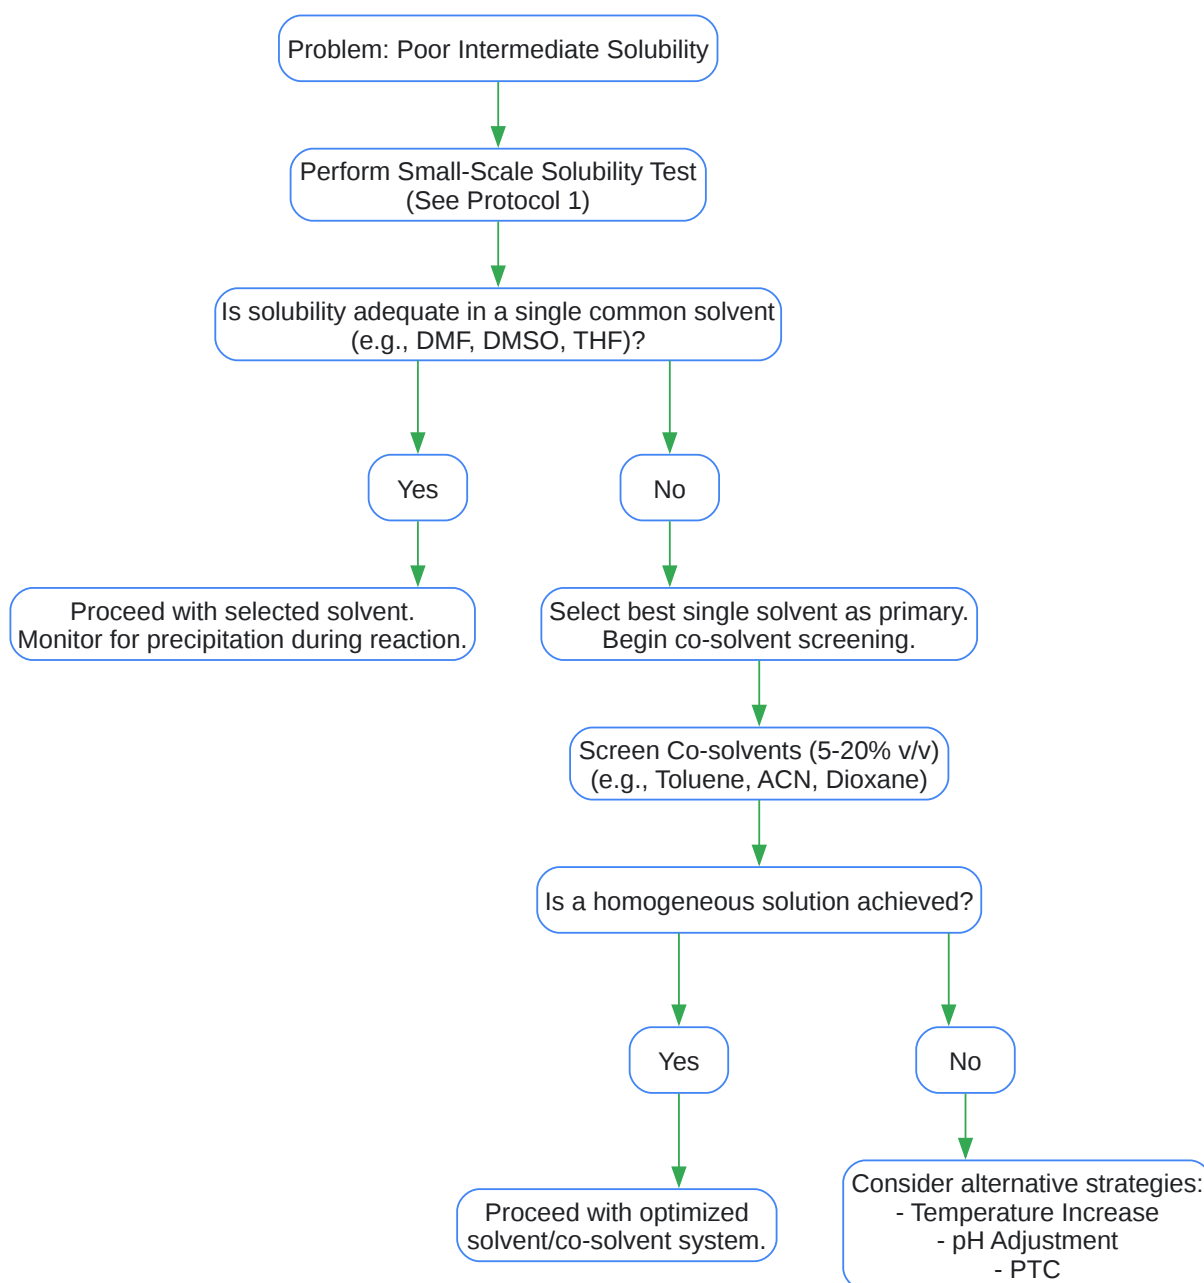 Problem: Poor Intermediate Solubility
Perform Small-Scale Solubility Test
(See Protocol 1)
Is solubility adequate in a single common solvent
(e.g., DMF, DMSO, THF)?
Yes
No
Proceed with selected solvent.
Monitor for precipitation during reaction.
Select best single solvent as primary.
Begin co-solvent screening.
Screen Co-solvents (5-20% v/v)
(e.g., Toluene, ACN, Dioxane)
Is a homogeneous solution achieved?
Yes
No
Proceed with optimized
solvent/co-solvent system.
Consider alternative strategies:
- Temperature Increase
- pH Adjustment
- PTC